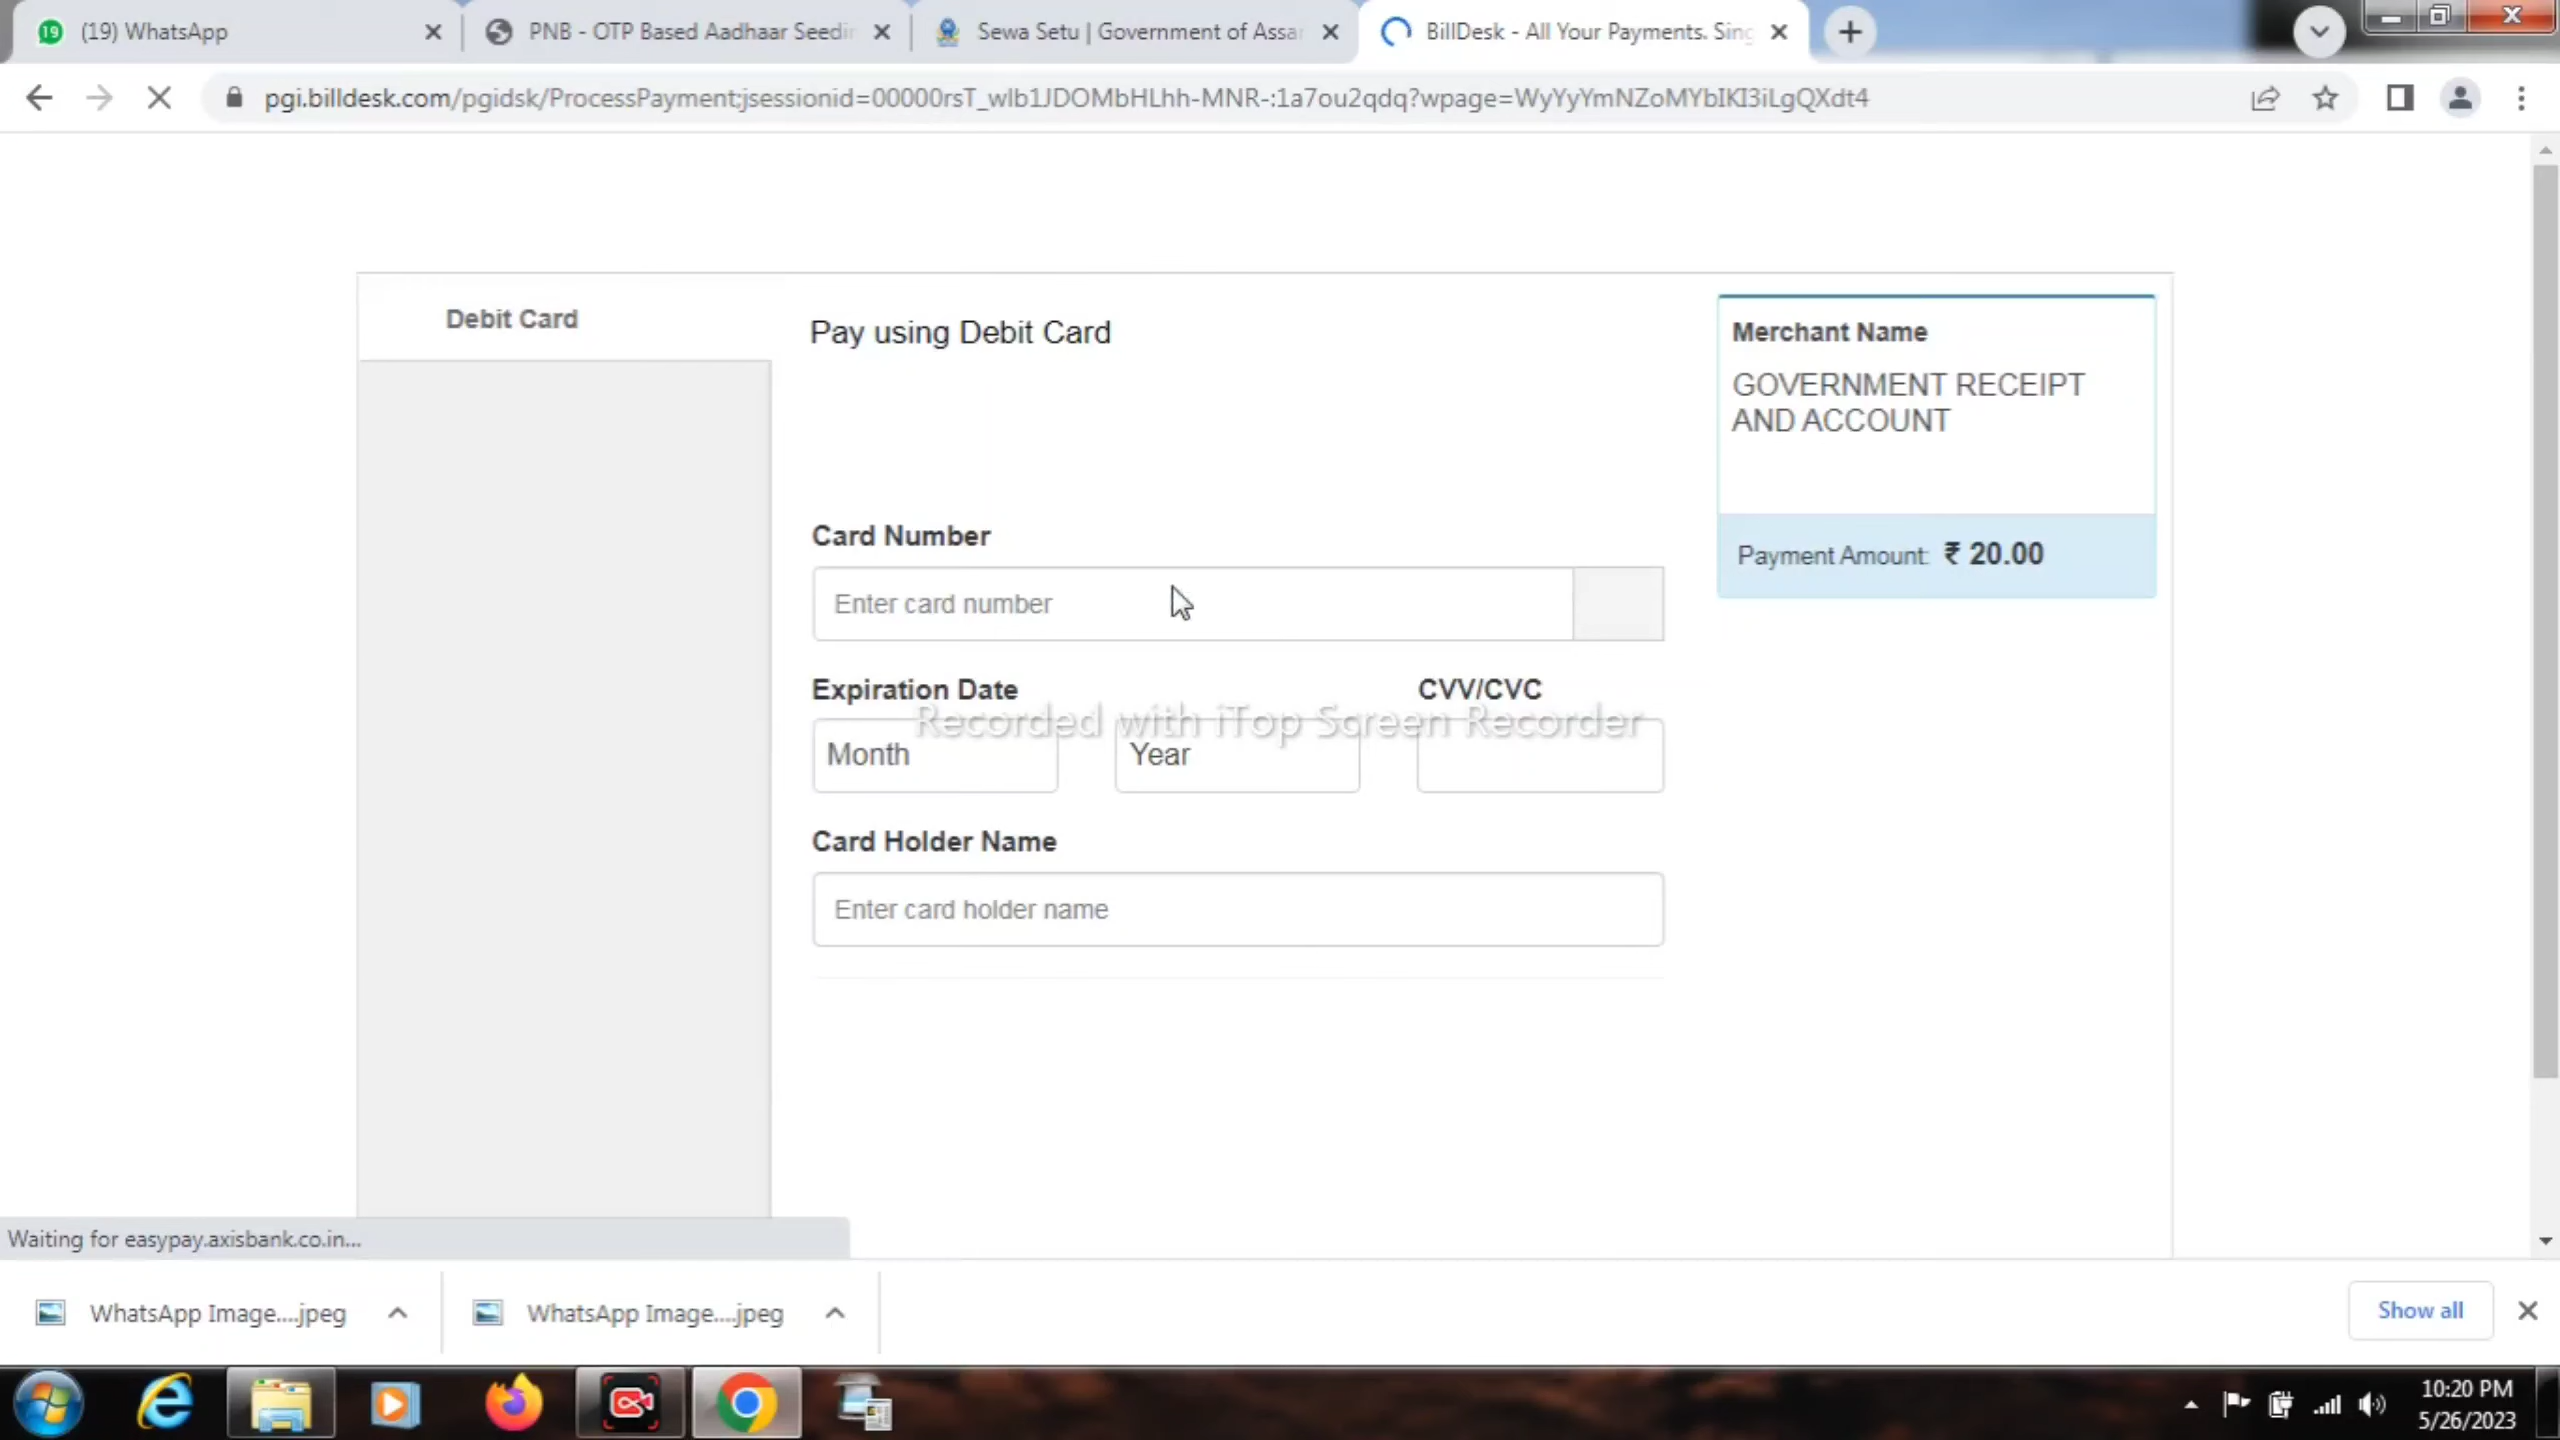 19 (19) WhatsApp
PNB - OTP Based Aadhaar Seedin
Sewa Setu | Government of Assar
BillDesk - All Your Payments. Sing
pgi.billdesk.com/pgidsk/ProcessPayment;jsessionid=00000rsT_wlb1JDOMbHLhh-MNR-:1a7ou2qdq?wpage=WyYyYmNZoMYbIKI3iLgQXdt4
Debit Card
Pay using Debit Card
Merchant Name
GOVERNMENT RECEIPT
AND ACCOUNT
Payment Amount: ₹ 20.00
Card Number
Enter card number
Expiration Date
CVV/CVC
Recorded with iTop Screen Recorder
Month
Year
Card Holder Name
Enter card holder name
Waiting for easypay.axisbank.co.in...
WhatsApp Image....jpeg
WhatsApp Image....jpeg
Show all
10:20 PM
5/26/2023